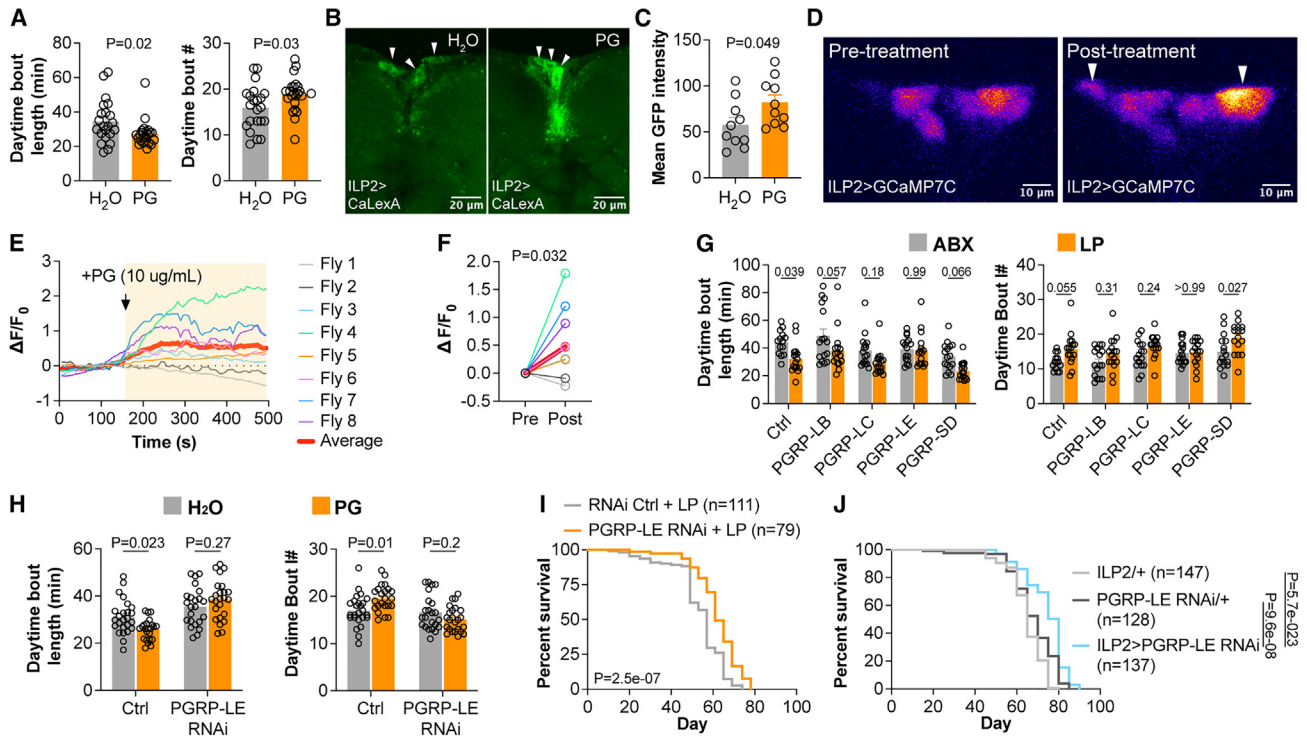 A
Daytime bout
length (min)
P=0.02
80
60
40
20
0
H2O PG
Daytime bout #
P=0.03
30
20
10
0
H2O PG
B
H2O
ILP2>
CaLexA
20 µm
PG
ILP2>
CaLexA
20 µm
C
Mean GFP intensity
P=0.049
150
100
50
0
H2O PG
D
Pre-treatment
ILP2>GCaMP7C
10 µm
Post-treatment
ILP2>GCaMP7C
10 µm
E
+PG (10 ug/mL)
ΔF/F0
3
2
1
0
-1
0 100 200 300 400 500
Time (s)
Fly 1
Fly 2
Fly 3
Fly 4
Fly 5
Fly 6
Fly 7
Fly 8
Average
F
P=0.032
ΔF/F0
2.0
1.5
1.0
0.5
0.0
-0.5
Pre Post
G
ABX LP
Daytime bout
length (min)
100
80
60
40
20
0.039 0.057 0.18 0.99 0.066
Ctrl
PGRP-LB
PGRP-LC
PGRP-LE
PGRP-SD
Daytime Bout l#
40
30
20
10
0
0.055 0.31 0.24 >0.99 0.027
Ctrl
PGRP-LB
PGRP-LC
PGRP-LE
PGRP-SD
H
H2O PG
Daytime bout
length (min)
60
40
20
0
P=0.023 P=0.27
Ctrl PGRP-LE
RNAi
Daytime Bout l#
30
20
10
0
P=0.01 P=0.2
Ctrl PGRP-LE
RNAi
I
RNAi Ctrl + LP (n=111)
PGRP-LE RNAi + LP (n=79)
Percent survival
100
75
50
25
0
P=2.5e-07
0 20 40 60 80 100
Day
J
Percent survival
100
75
50
25
0
0 20 40 60 80 100
Day
ILP2/+ (n=147)
PGRP-LE RNAi/+
(n=128)
ILP2>PGRP-LE RNAi
(n=137)
P=9.6e-08
P=5.7e-023